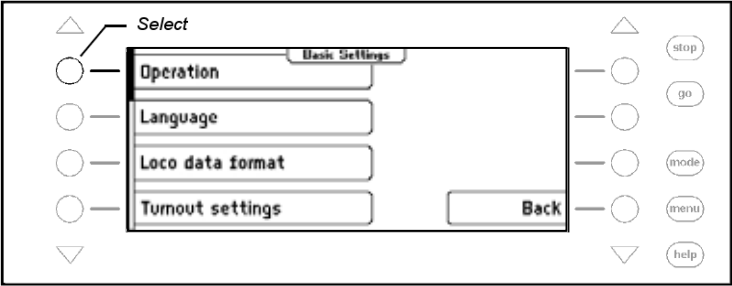 Select
Basic Settings
stop
Operation
go
Language
Loco data format
mode
Turnout settings
Back
menu
help